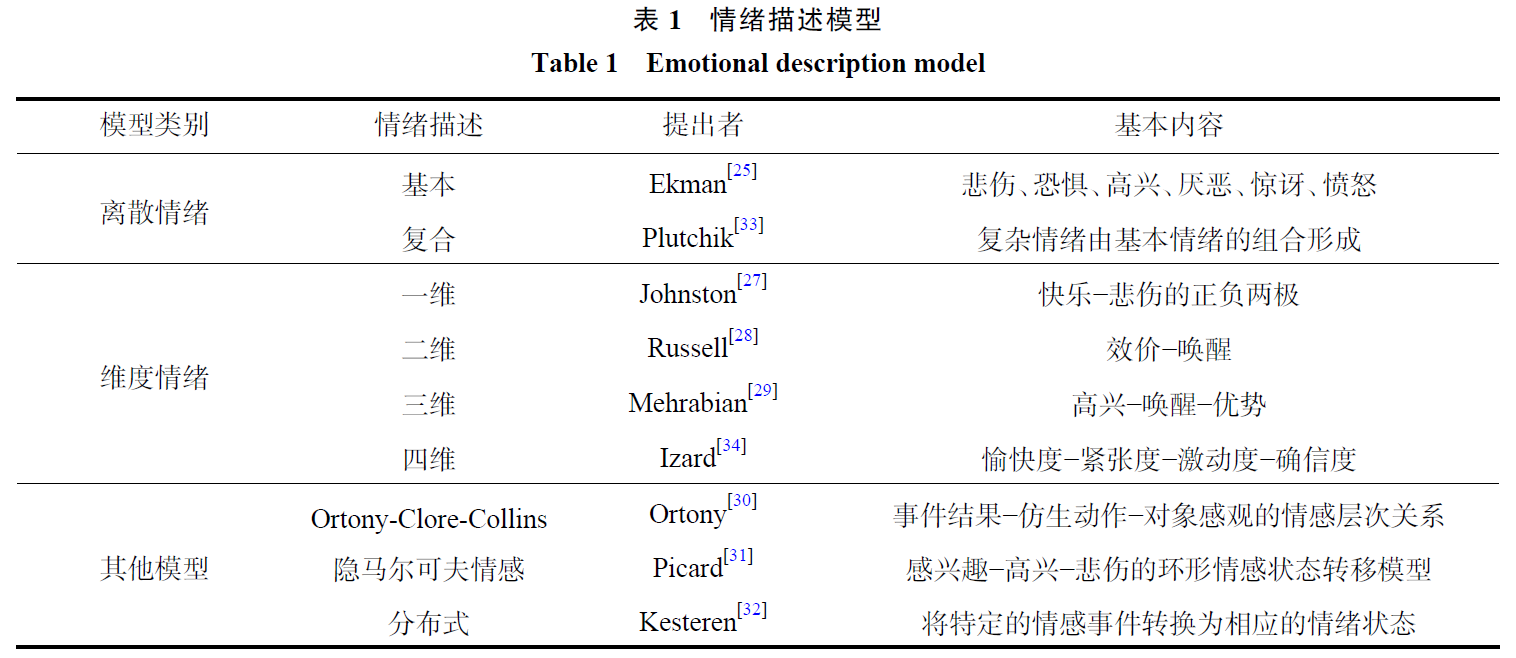 表 1 情绪描述模型
Table 1 Emotional description model
模型类别 情绪描述 提出者 基本内容
离散情绪
基本 Ekman[25] 悲伤、恐惧、高兴、厌恶、惊讶、愤怒
复合 Plutchik[33] 复杂情绪由基本情绪的组合形成
维度情绪
一维 Johnston[27] 快乐−悲伤的正负两极
二维 Russell[28] 效价−唤醒
三维 Mehrabian[29] 高兴−唤醒−优势
四维 Izard[34] 愉快度−紧张度−激动度−确信度
其他模型
Ortony-Clore-Collins Ortony[30] 事件结果−仿生动作−对象感观的情感层次关系
隐马尔可夫情感 Picard[31] 感兴趣−高兴−悲伤的环形情感状态转移模型
分布式 Kesteren[32] 将特定的情感事件转换为相应的情绪状态